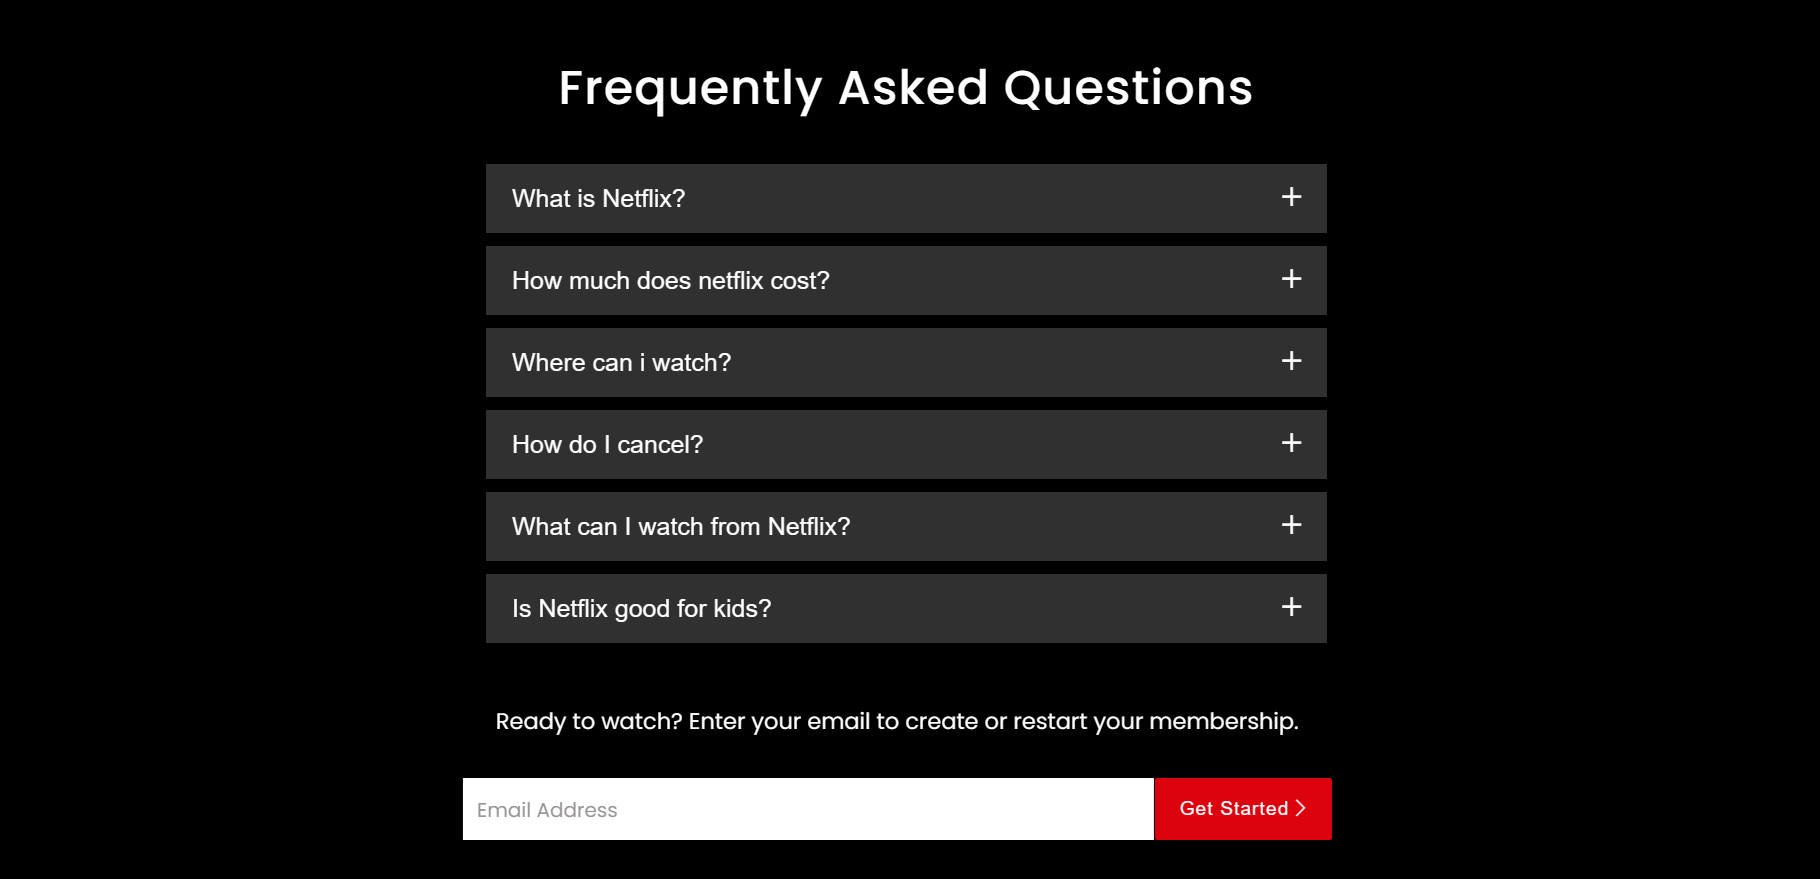 Frequently Asked Questions
What is Netflix?
How much does netflix cost?
Where can i watch?
How do I cancel?
What can I watch from Netflix?
Is Netflix good for kids?
Ready to watch? Enter your email to create or restart your membership.
Email Address
Get Started